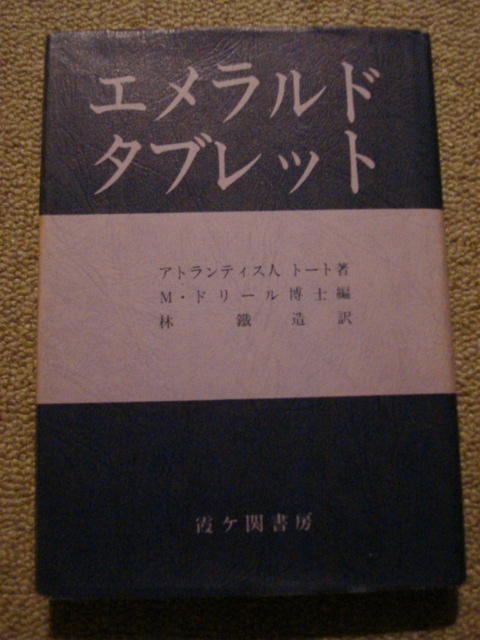 エメラルド
タブレット
アトランティス人 トート著
M・ドリール博士編
林鐵造訳
霞ケ関書房